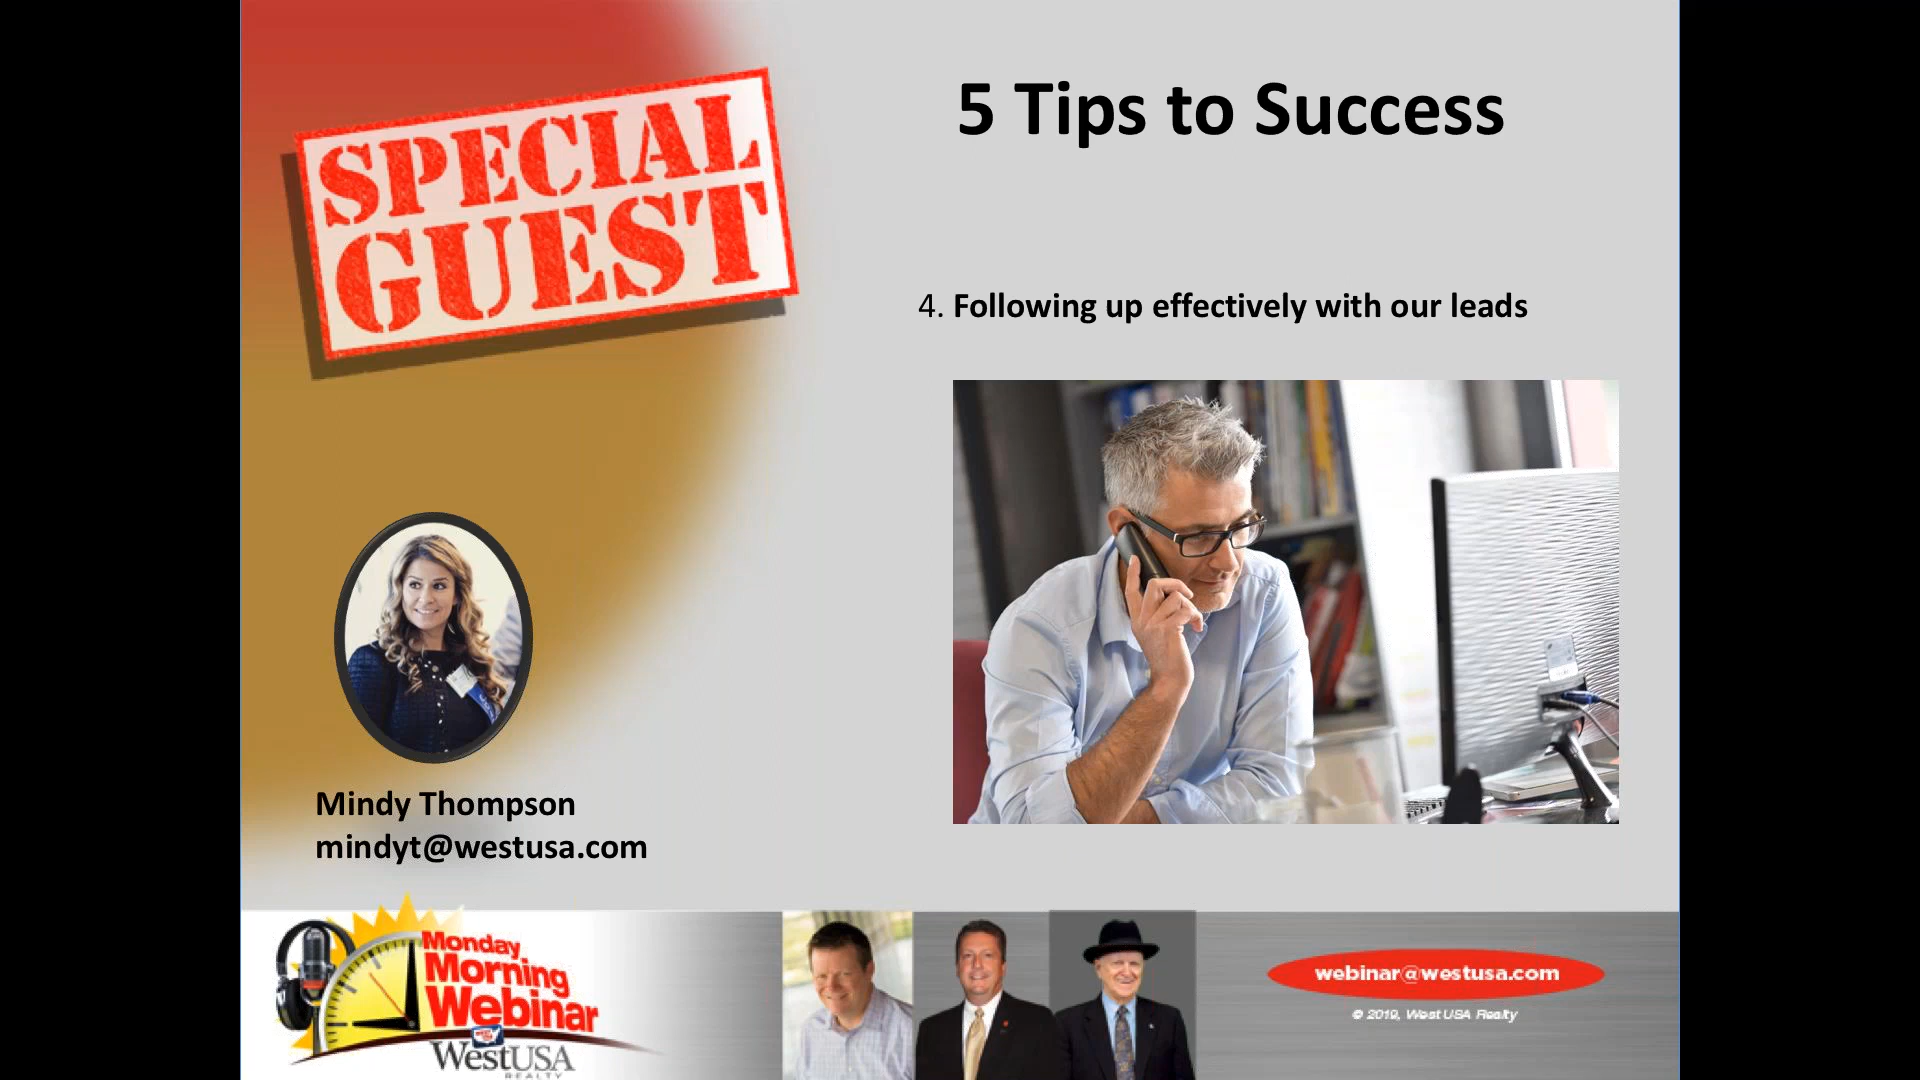 SPECIAL
GUEST
5 Tips to Success
4. Following up effectively with our leads
Mindy Thompson
mindyt@westusa.com
Monday
Morning
Webinar
WestUSA
REALTY
webinar@westusa.com
© 2019, West USA Realty